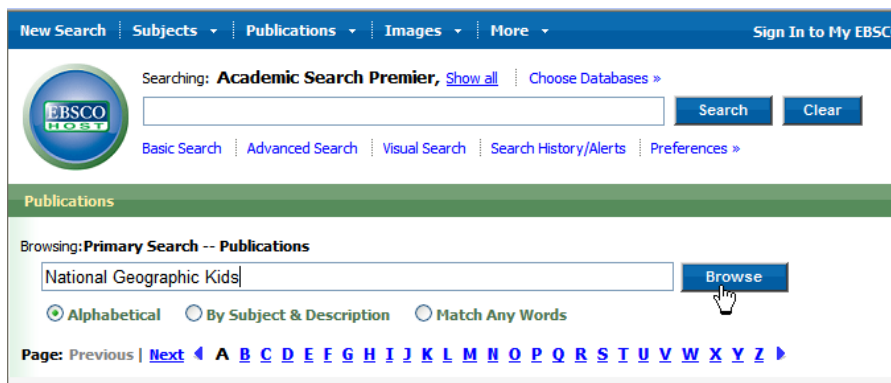 New Search Subjects Publications Images More Sign In to My EBSC
Searching: Academic Search Premier, Show all Choose Databases »
EBSCO
HOST
Search Clear
Basic Search Advanced Search Visual Search Search History/Alerts Preferences »
Publications
Browsing:Primary Search -- Publications
National Geographic Kids Browse
Alphabetical By Subject & Description Match Any Words
Page: Previous | Next A B C D E F G H I J K L M N O P Q R S T U V W X Y Z